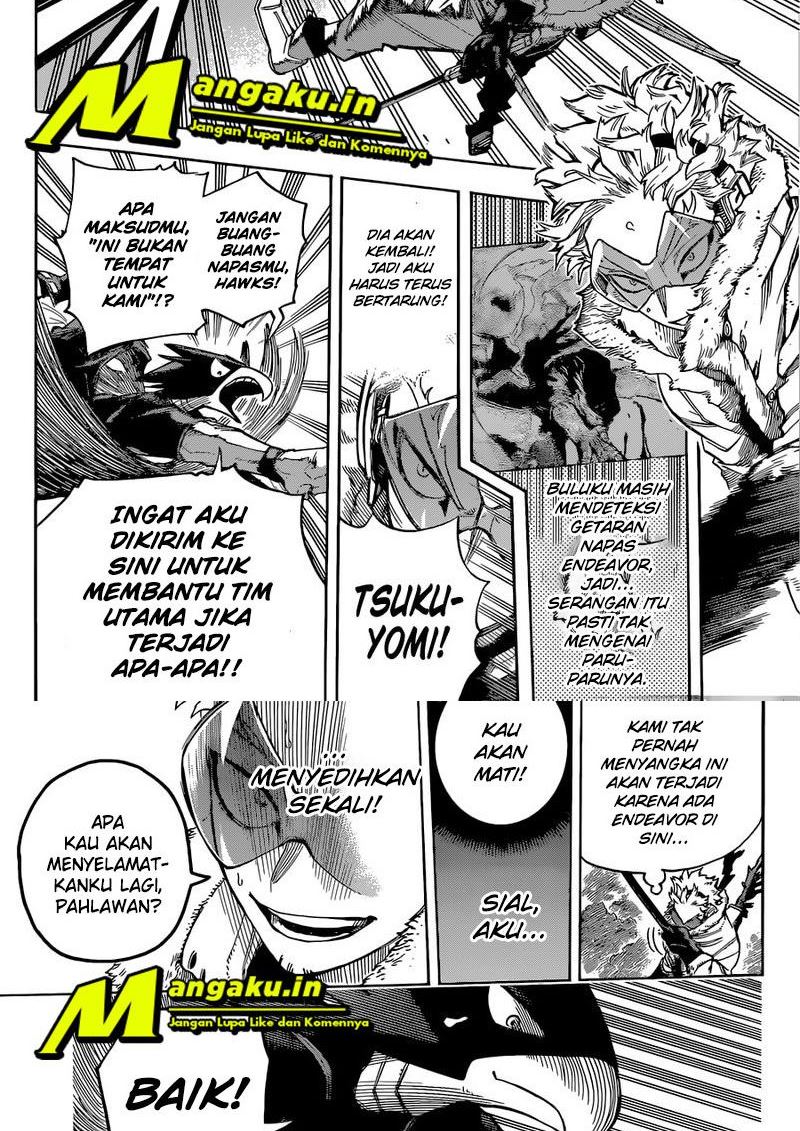 Mangaku.in
Jangan Lupa Like dan Komennya
BULUKU MASIH
MENDETEKSI
GETARAN
NAPAS
ENDEAVOR,
JADI...
SERANGAN ITU
PASTI TAK
MENGENAI
PARU-
PARUNYA.
DIA AKAN
KEMBALI!
JADI AKU
HARUS TERUS
BERTARUNG!
TSUKU-
YOMI!
JANGAN
BUANG-
BUANG
NAPASMU,
HAWKS!
APA
MAKSUDMU,
"INI BUKAN
TEMPAT
UNTUK
KAMI"!?
INGAT AKU
DIKIRIM KE
SINI UNTUK
MEMBANTU TIM
UTAMA JIKA
TERJADI
APA-APA!!
KAMI TAK
PERNAH
MENYANGKA INI
AKAN TERJADI
KARENA ADA
ENDEAVOR DI
SINI...
KAU
AKAN
MATI!
SIAL,
AKU...
...
MENYEDIHKAN
SEKALI!
APA
KAU AKAN
MENYELAMAT-
KANKU LAGI,
PAHLAWAN?
Mangaku.in
Jangan Lupa Like dan Komennya
BAIK!